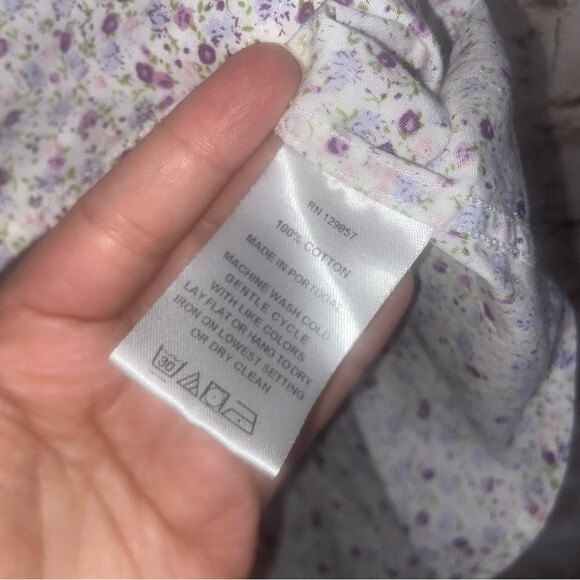 RN 129857
100% COTTON
MADE IN PORTUGAL
MACHINE WASH COLD
GENTLE CYCLE
WITH LIKE COLORS
LAY FLAT OR HANG TO DRY
IRON ON LOWEST SETTING
OR DRY CLEAN
30